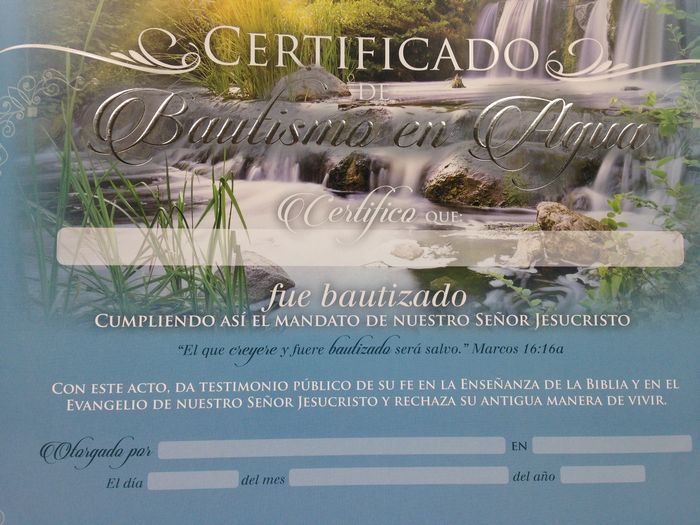 CERTIFICADO
DE
Bautismo en Agua
Certifico QUE:
fue bautizado
CUMPLIENDO ASÍ EL MANDATO DE NUESTRO SEÑOR JESUCRISTO
“El que creyere y fuere bautizado será salvo.” Marcos 16:16a
CON ESTE ACTO, DA TESTIMONIO PÚBLICO DE SU FE EN LA ENSEÑANZA DE LA BIBLIA Y EN EL
EVANGELIO DE NUESTRO SEÑOR JESUCRISTO Y RECHAZA SU ANTIGUA MANERA DE VIVIR.
Otorgado por EN
El día del mes del año